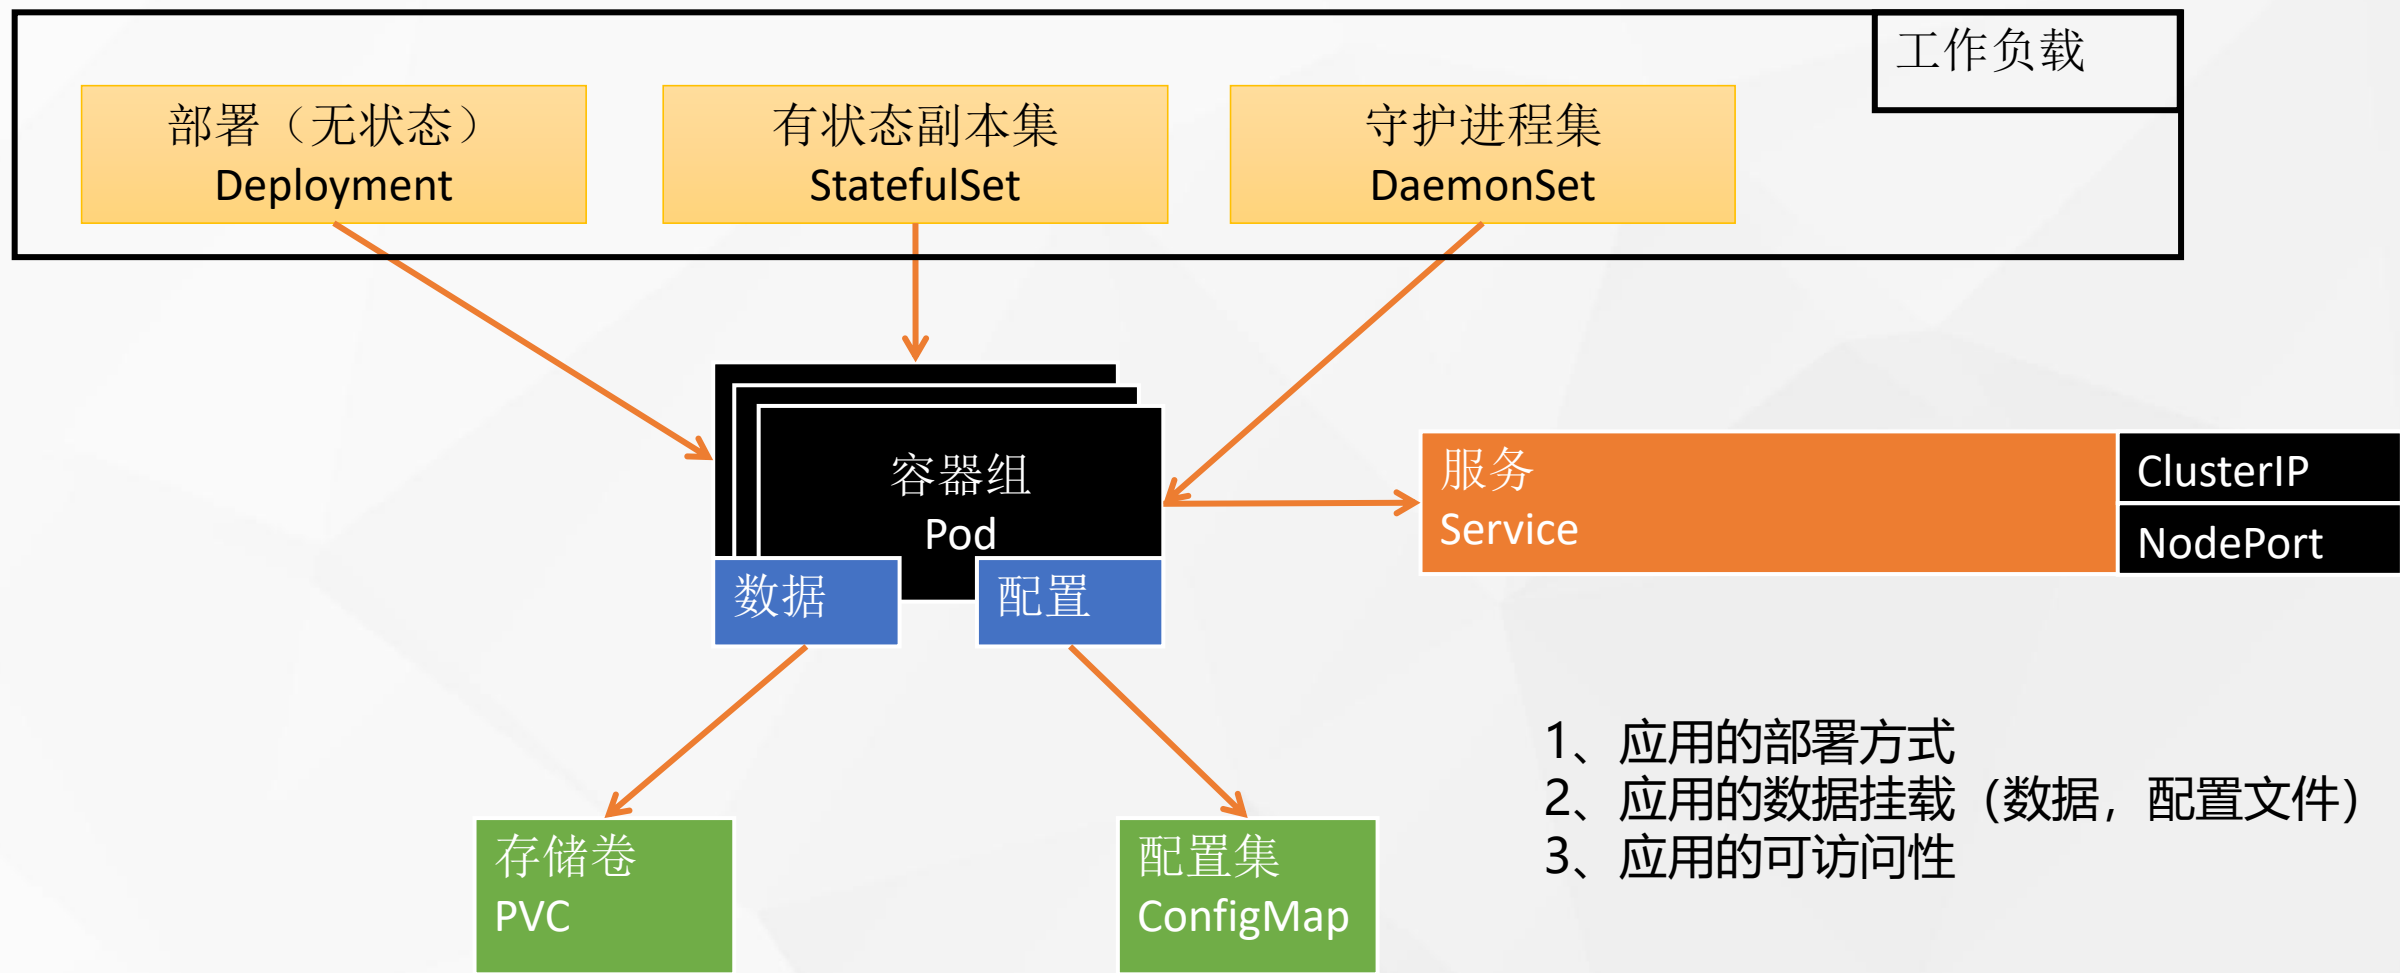 工作负载
部署（无状态）
Deployment
有状态副本集
StatefulSet
守护进程集
DaemonSet
容器组
Pod
数据
配置
服务
Service
ClusterIP
NodePort
存储卷
PVC
配置集
ConfigMap
1、应用的部署方式
2、应用的数据挂载（数据，配置文件）
3、应用的可访问性